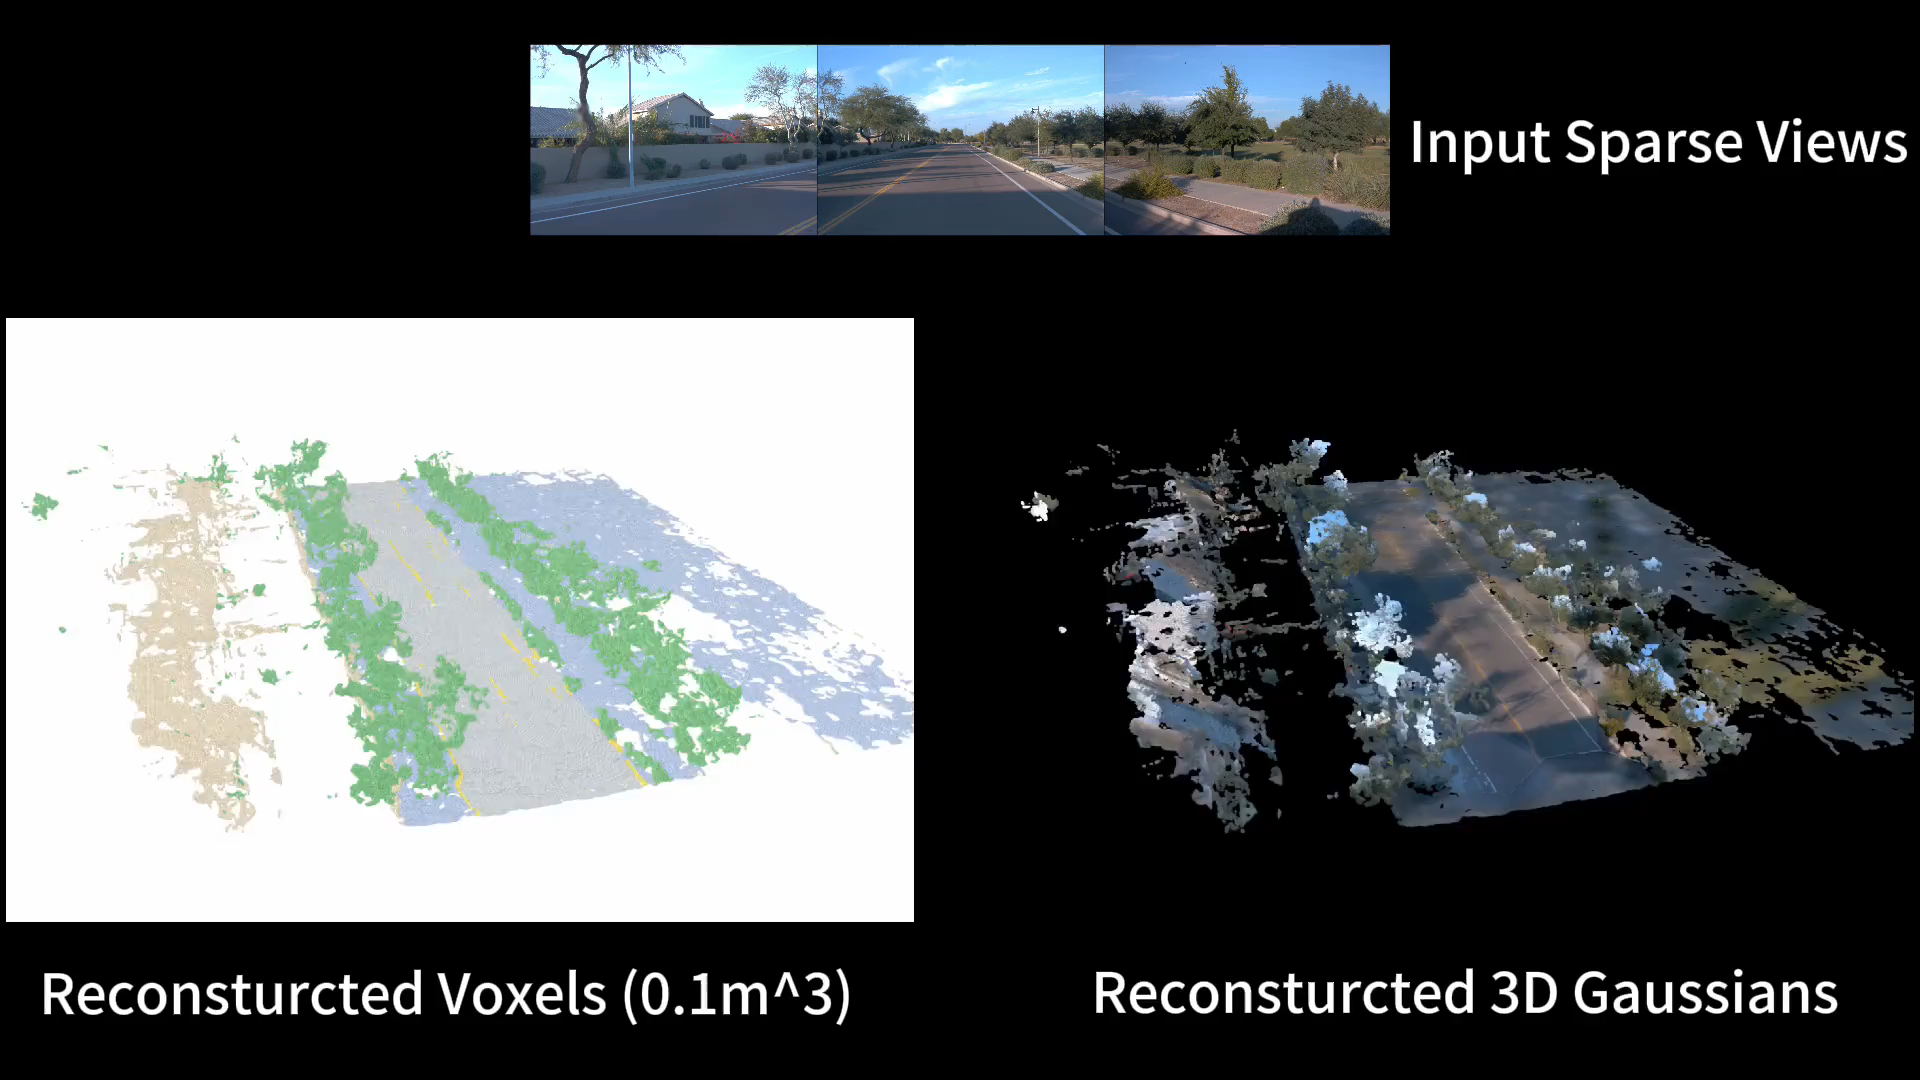 Input Sparse Views
Reconsturcted Voxels (0.1m^3)
Reconsturcted 3D Gaussians